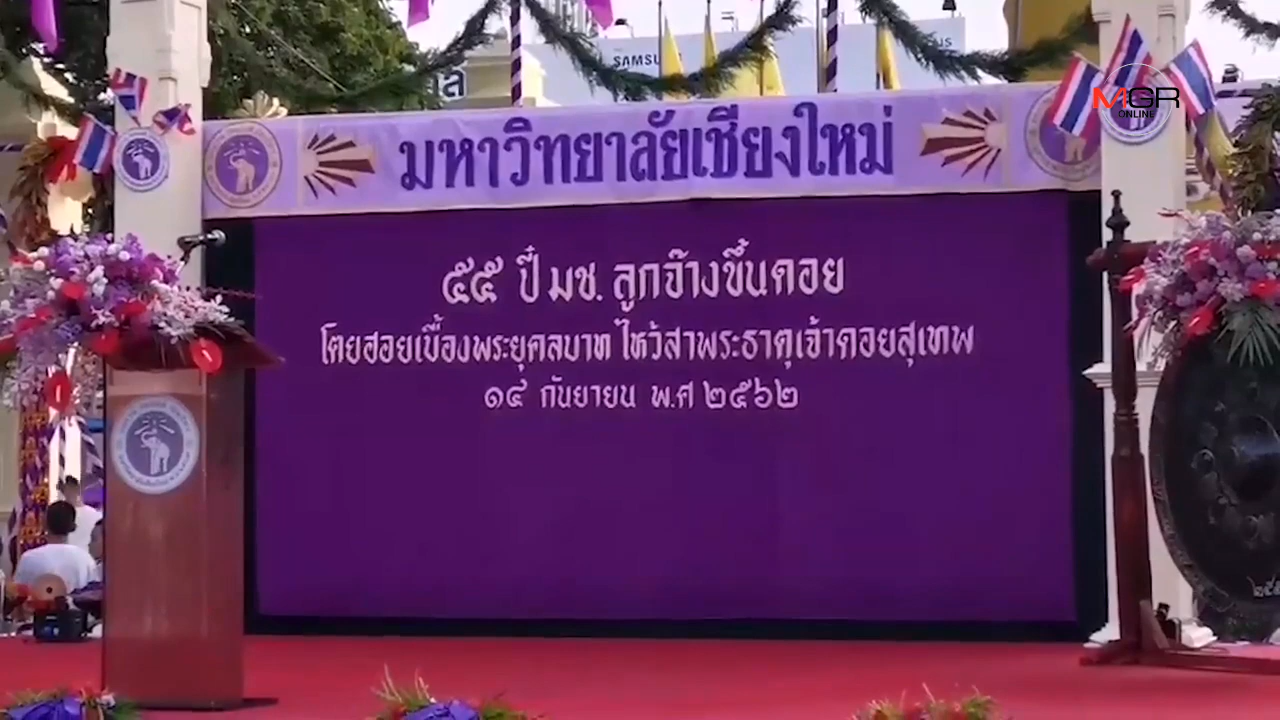 SAMSU
MGR
ONLINE
มหาวิทยาลัยเชียงใหม่
๕๕ ปี๋ มช. ลูกจ๊างขึ้นดอย
โตยฮอยเบื้องพระยุคลบาท ไหว้สาพระธาตุเจ้าดอยสุเทพ
๑๔ กันยายน พ.ศ ๒๕๖๒